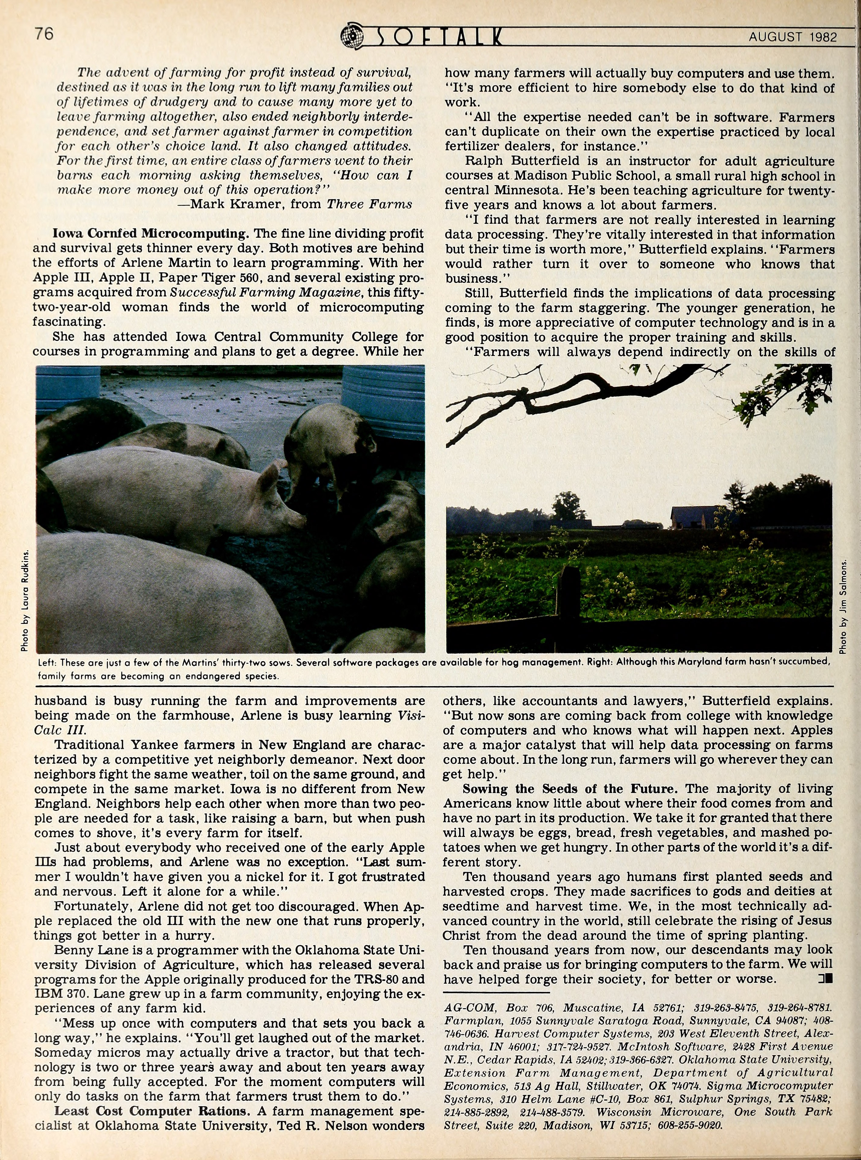 76
SOFTALK
AUGUST 1982
The advent of farming for profit instead of survival,
destined as it was in the long run to lift many families out
of lifetimes of drudgery and to cause many more yet to
leave farming altogether, also ended neighborly interde-
pendence, and set farmer against farmer in competition
for each other's choice land. It also changed attitudes.
For the first time, an entire class of farmers went to their
barns each morning asking themselves, "How can I
make more money out of this operation?"
—Mark Kramer, from Three Farms
Iowa Cornfed Microcomputing. The fine line dividing profit
and survival gets thinner every day. Both motives are behind
the efforts of Arlene Martin to learn programming. With her
Apple III, Apple II, Paper Tiger 560, and several existing pro-
grams acquired from Successful Farming Magazine, this fifty-
two-year-old woman finds the world of microcomputing
fascinating.
She has attended Iowa Central Community College for
courses in programming and plans to get a degree. While her
Photo by Laura Rudkins.
husband is busy running the farm and improvements are
being made on the farmhouse, Arlene is busy learning Visi-
Calc III.
Traditional Yankee farmers in New England are charac-
terized by a competitive yet neighborly demeanor. Next door
neighbors fight the same weather, toil on the same ground, and
compete in the same market. Iowa is no different from New
England. Neighbors help each other when more than two peo-
ple are needed for a task, like raising a barn, but when push
comes to shove, it's every farm for itself.
Just about everybody who received one of the early Apple
IIIs had problems, and Arlene was no exception. "Last sum-
mer I wouldn't have given you a nickel for it. I got frustrated
and nervous. Left it alone for a while."
Fortunately, Arlene did not get too discouraged. When Ap-
ple replaced the old III with the new one that runs properly,
things got better in a hurry.
Benny Lane is a programmer with the Oklahoma State Uni-
versity Division of Agriculture, which has released several
programs for the Apple originally produced for the TRS-80 and
IBM 370. Lane grew up in a farm community, enjoying the ex-
periences of any farm kid.
"Mess up once with computers and that sets you back a
long way," he explains. "You'll get laughed out of the market.
Someday micros may actually drive a tractor, but that tech-
nology is two or three years away and about ten years away
from being fully accepted. For the moment computers will
only do tasks on the farm that farmers trust them to do."
Least Cost Computer Rations. A farm management spe-
cialist at Oklahoma State University, Ted R. Nelson wonders
how many farmers will actually buy computers and use them.
"It's more efficient to hire somebody else to do that kind of
work.
"All the expertise needed can't be in software. Farmers
can't duplicate on their own the expertise practiced by local
fertilizer dealers, for instance."
Ralph Butterfield is an instructor for adult agriculture
courses at Madison Public School, a small rural high school in
central Minnesota. He's been teaching agriculture for twenty-
five years and knows a lot about farmers.
"I find that farmers are not really interested in learning
data processing. They're vitally interested in that information
but their time is worth more," Butterfield explains. "Farmers
would rather turn it over to someone who knows that
business."
Still, Butterfield finds the implications of data processing
coming to the farm staggering. The younger generation, he
finds, is more appreciative of computer technology and is in a
good position to acquire the proper training and skills.
"Farmers will always depend indirectly on the skills of
Photo by Jim Salmons.
Left: These are just a few of the Martins' thirty-two sows. Several software packages are available for hog management. Right: Although this Maryland farm hasn't succumbed,
family farms are becoming an endangered species.
others, like accountants and lawyers," Butterfield explains.
"But now sons are coming back from college with knowledge
of computers and who knows what will happen next. Apples
are a major catalyst that will help data processing on farms
come about. In the long run, farmers will go wherever they can
get help."
Sowing the Seeds of the Future. The majority of living
Americans know little about where their food comes from and
have no part in its production. We take it for granted that there
will always be eggs, bread, fresh vegetables, and mashed po-
tatoes when we get hungry. In other parts of the world it's a dif-
ferent story.
Ten thousand years ago humans first planted seeds and
harvested crops. They made sacrifices to gods and deities at
seedtime and harvest time. We, in the most technically ad-
vanced country in the world, still celebrate the rising of Jesus
Christ from the dead around the time of spring planting.
Ten thousand years from now, our descendants may look
back and praise us for bringing computers to the farm. We will
have helped forge their society, for better or worse.
AG-COM, Box 706, Muscatine, IA 52761; 319-263-8475, 319-264-8781.
Farmplan, 1055 Sunnyvale Saratoga Road, Sunnyvale, CA 94087; 408-
746-0636. Harvest Computer Systems, 203 West Eleventh Street, Alex-
andria, IN 46001; 317-724-9527. McIntosh Software, 2428 First Avenue
N.E., Cedar Rapids, IA 52402; 319-366-6327. Oklahoma State University,
Extension Farm Management, Department of Agricultural
Economics, 513 Ag Hall, Stillwater, OK 74074. Sigma Microcomputer
Systems, 310 Helm Lane #C-10, Box 861, Sulphur Springs, TX 75482;
214-885-2892, 214-488-3579. Wisconsin Microware, One South Park
Street, Suite 220, Madison, WI 53715; 608-255-9020.